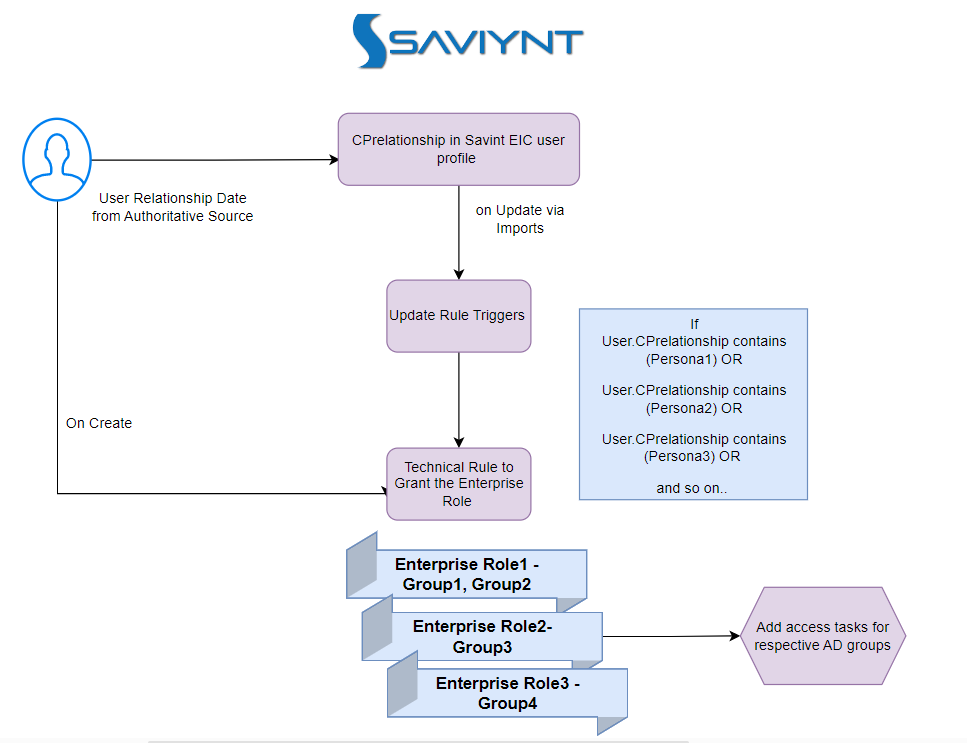 SAVIYNT
CPrelationship in Savint EIC user
profile
User Relationship Date
from Authoritative Source
on Update via
Imports
Update Rule Triggers
If
User.CPrelationship contains
(Persona1) OR
User.CPrelationship contains
(Persona2) OR
User.CPrelationship contains
(Persona3) OR
and so on..
On Create
Technical Rule to
Grant the Enterprise
Role
Enterprise Role1 -
Group1, Group2
Enterprise Role2-
Group3
Enterprise Role3 -
Group4
Add access tasks for
respective AD groups